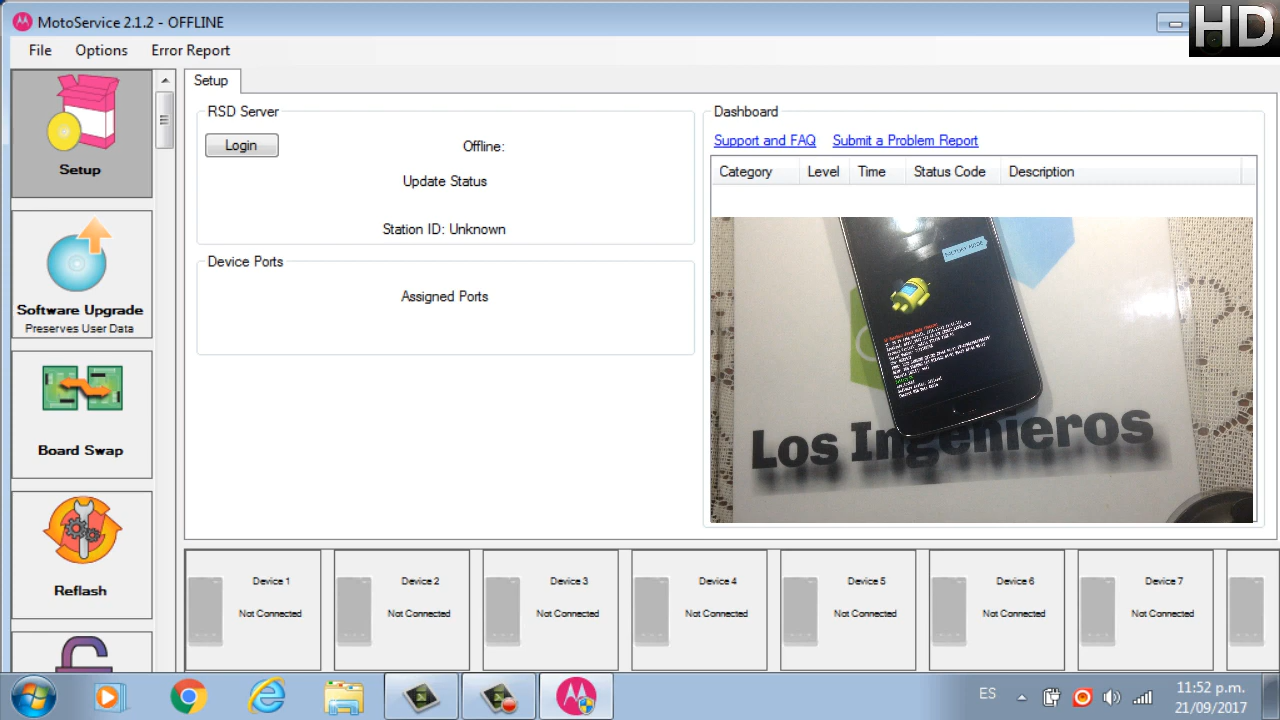 MotoService 2.1.2 - OFFLINE
HD
File Options Error Report
Setup
Setup
RSD Server
Login
Offline:
Update Status
Station ID: Unknown
Device Ports
Assigned Ports
Dashboard
Support and FAQ Submit a Problem Report
Category Level Time Status Code Description
Los Ingenieros
Software Upgrade
Preserves User Data
Board Swap
Reflash
Device 1
Not Connected
Device 2
Not Connected
Device 3
Not Connected
Device 4
Not Connected
Device 5
Not Connected
Device 6
Not Connected
Device 7
Not Connected
ES
11:52 p.m.
21/09/2017